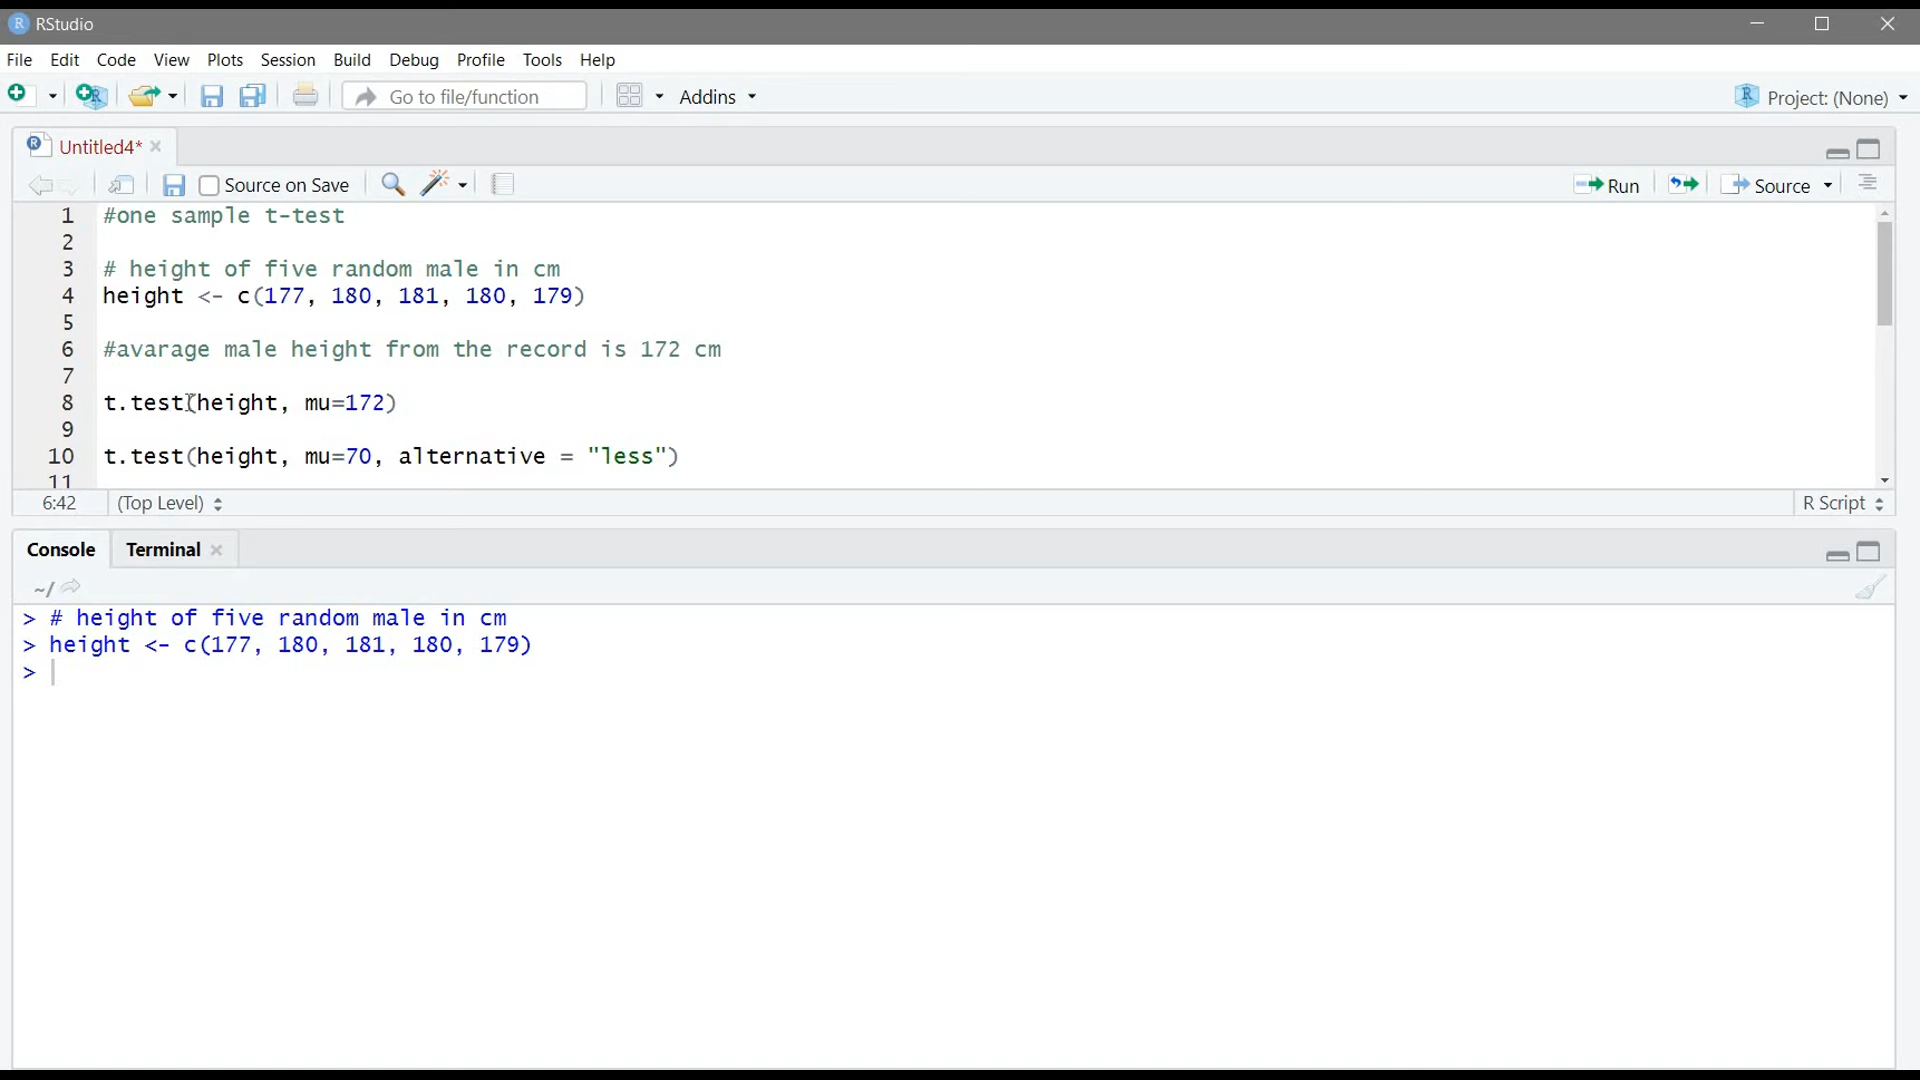 RStudio
File Edit Code View Plots Session Build Debug Profile Tools Help
Go to file/function Addins Project: (None)
Untitled4*
Source on Save Run Source
1 #one sample t-test
2
3 # height of five random male in cm
4 height <- c(177, 180, 181, 180, 179)
5
6 #avarage male height from the record is 172 cm
7
8 t.test(height, mu=172)
9
10 t.test(height, mu=70, alternative = "less")
11
6:42 (Top Level) R Script
Console Terminal
~/
> # height of five random male in cm
> height <- c(177, 180, 181, 180, 179)
>